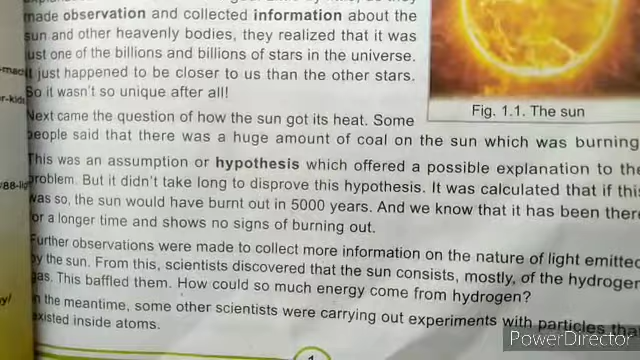 made observation and collected information about the
sun and other heavenly bodies, they realized that it was
just one of the billions and billions of stars in the universe.
It just happened to be closer to us than the other stars.
So it wasn't so unique after all!
Fig. 1.1. The sun
Next came the question of how the sun got its heat. Some
people said that there was a huge amount of coal on the sun which was burning
This was an assumption or hypothesis which offered a possible explanation to the
problem. But it didn't take long to disprove this hypothesis. It was calculated that if this
was so, the sun would have burnt out in 5000 years. And we know that it has been there
for a longer time and shows no signs of burning out.
Further observations were made to collect more information on the nature of light emitted
by the sun. From this, scientists discovered that the sun consists, mostly, of the hydrogen
gas. This baffled them. How could so much energy come from hydrogen?
In the meantime, some other scientists were carrying out experiments with particles that
existed inside atoms.
1
PowerDirector